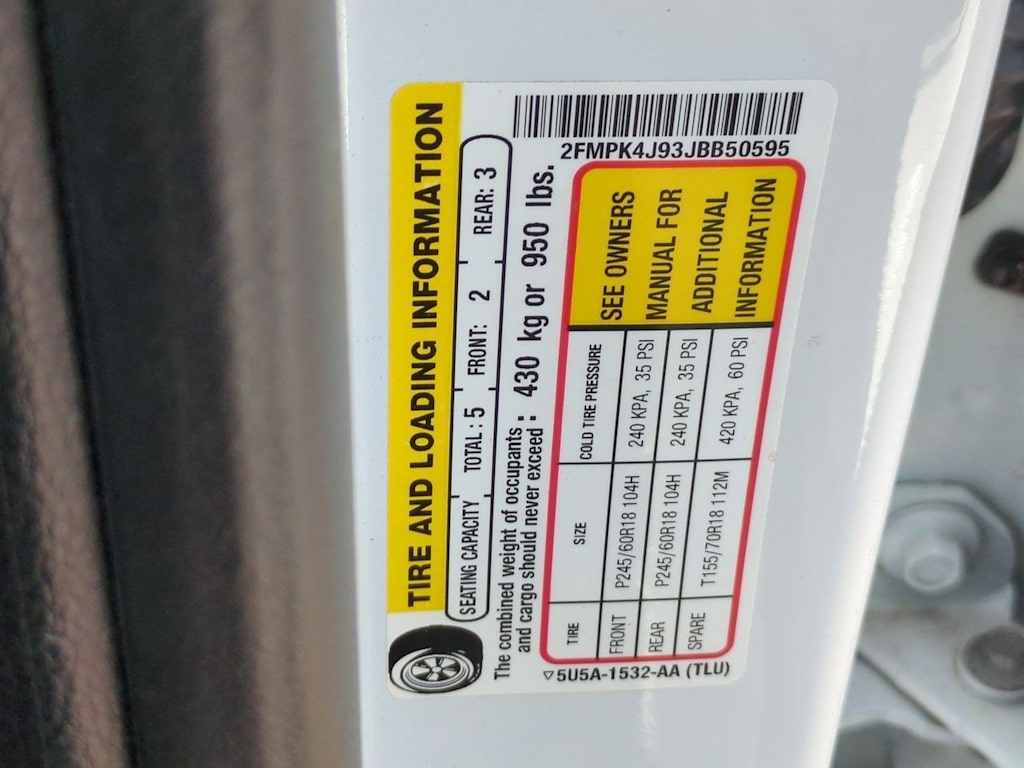 TIRE AND LOADING INFORMATION
SEATING CAPACITY TOTAL : 5 FRONT: 2 REAR: 3
The combined weight of occupants
and cargo should never exceed : 430 kg or 950 lbs.
2FMPK4J93JBB50595
TIRE SIZE COLD TIRE PRESSURE
FRONT P245/60R18 104H 240 KPA, 35 PSI
REAR P245/60R18 104H 240 KPA, 35 PSI
SPARE T155/70R18 112M 420 KPA, 60 PSI
SEE OWNERS
MANUAL FOR
ADDITIONAL
INFORMATION
▽5U5A-1532-AA (TLU)